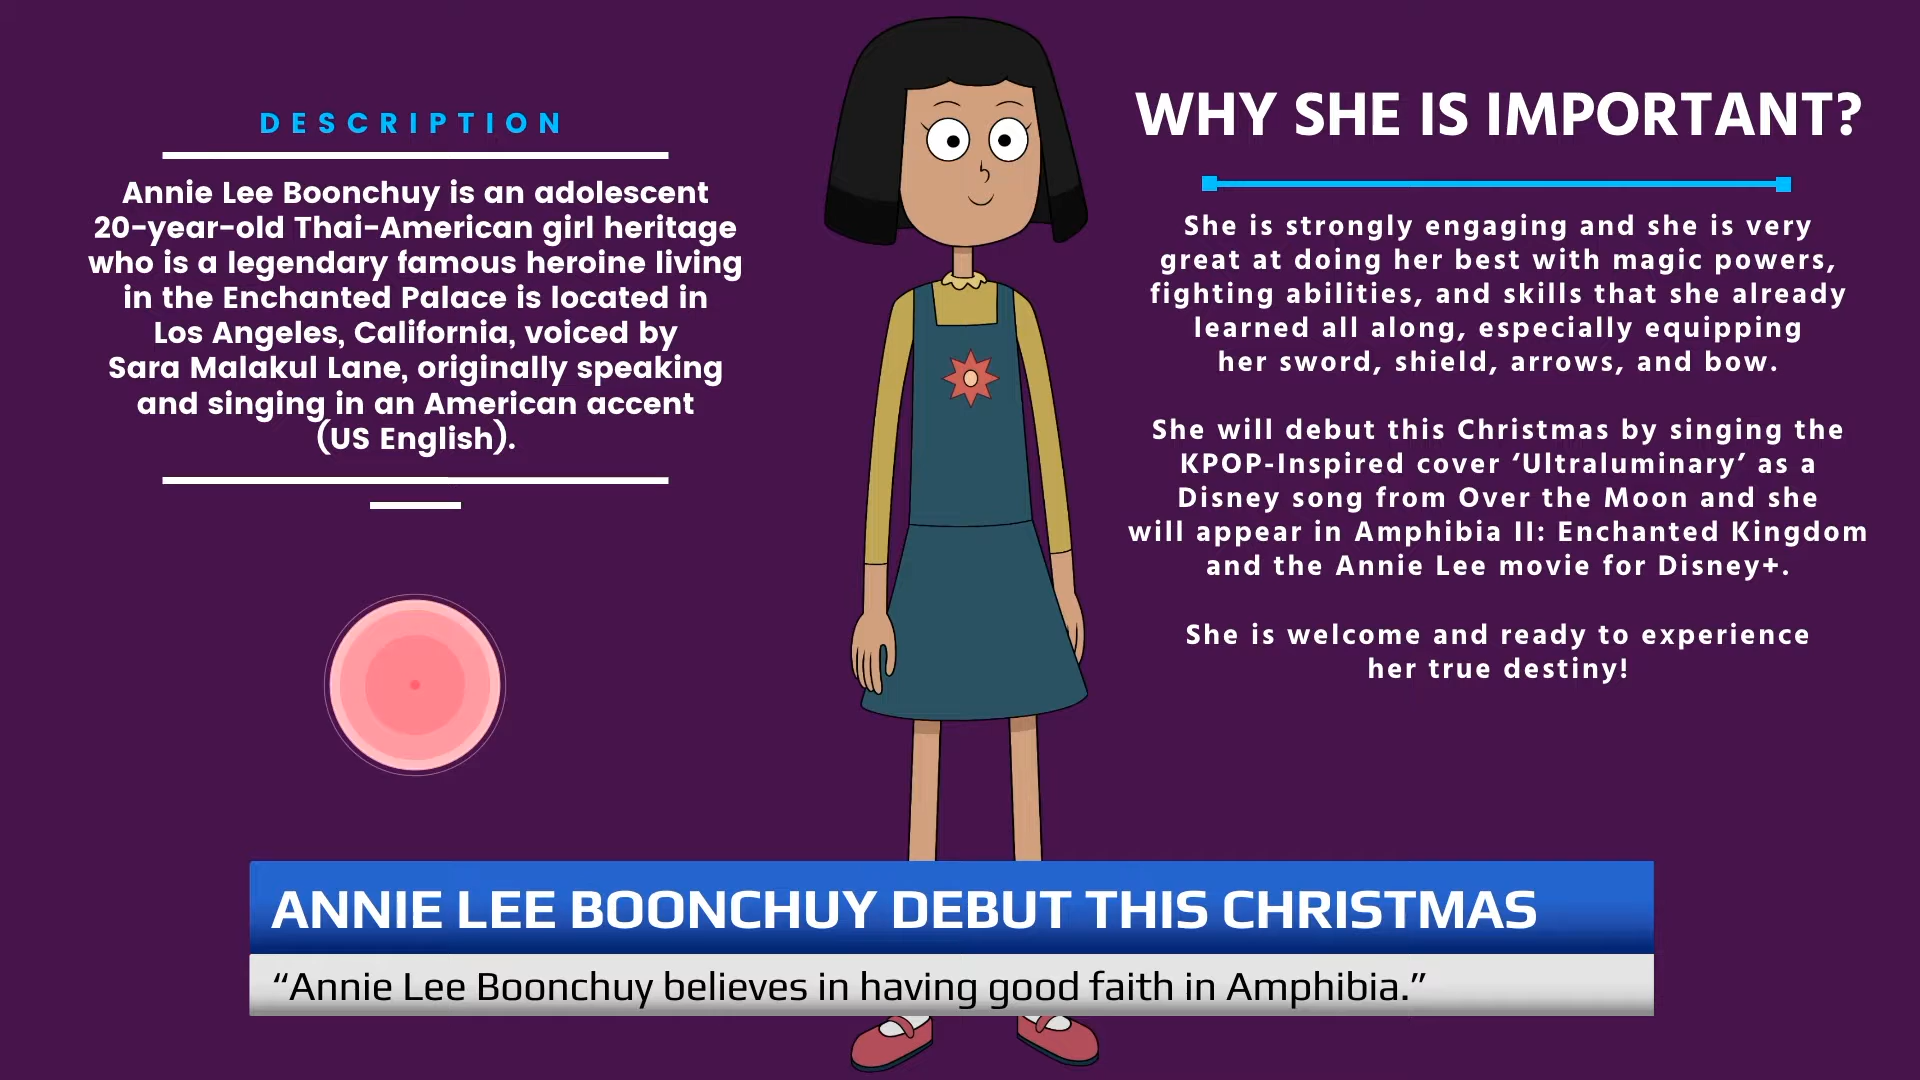 DESCRIPTION
Annie Lee Boonchuy is an adolescent
20-year-old Thai-American girl heritage
who is a legendary famous heroine living
in the Enchanted Palace is located in
Los Angeles, California, voiced by
Sara Malakul Lane, originally speaking
and singing in an American accent
(US English).
WHY SHE IS IMPORTANT?
She is strongly engaging and she is very
great at doing her best with magic powers,
fighting abilities, and skills that she already
learned all along, especially equipping
her sword, shield, arrows, and bow.
She will debut this Christmas by singing the
KPOP-Inspired cover ‘Ultraluminary’ as a
Disney song from Over the Moon and she
will appear in Amphibia II: Enchanted Kingdom
and the Annie Lee movie for Disney+.
She is welcome and ready to experience
her true destiny!
ANNIE LEE BOONCHUY DEBUT THIS CHRISTMAS
“Annie Lee Boonchuy believes in having good faith in Amphibia.”